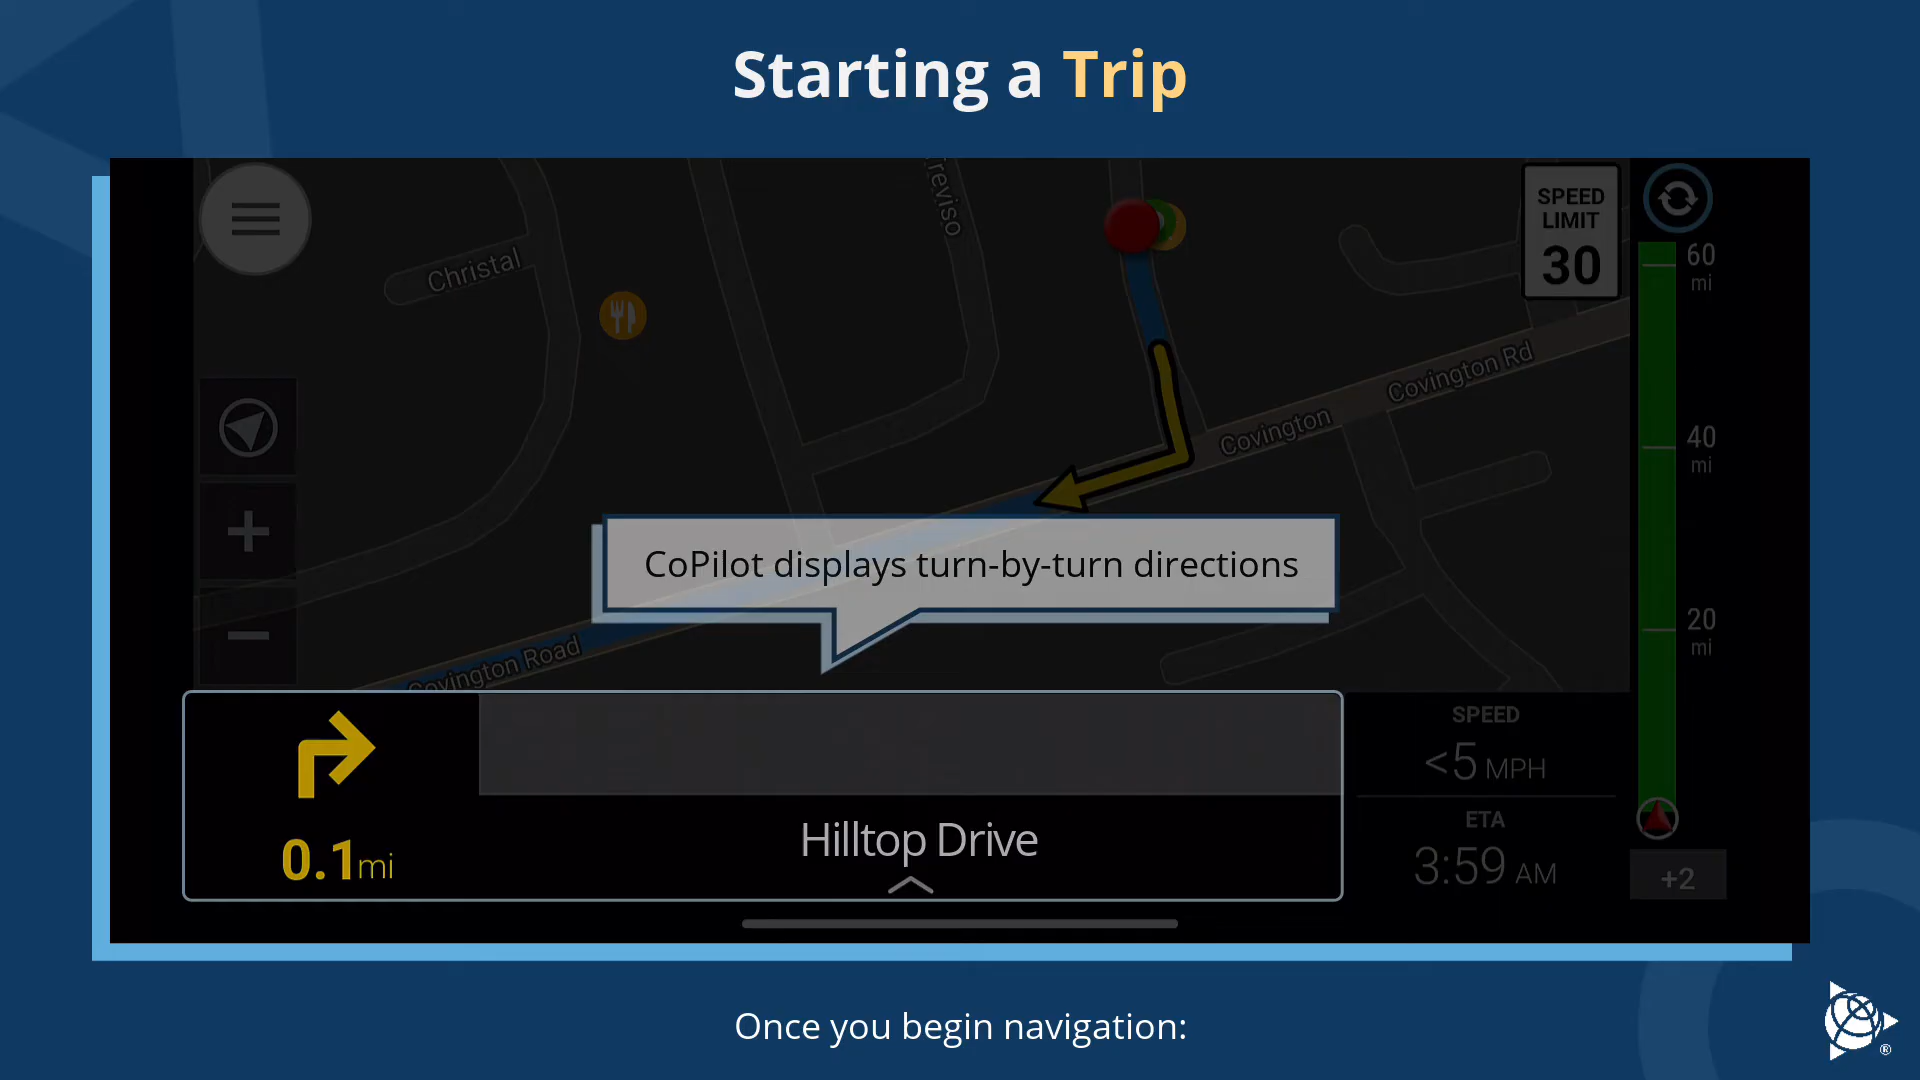 Starting a Trip
Treviso
SPEED
LIMIT
30
60
mi
Christal
Covington Rd
Covington
40
mi
CoPilot displays turn-by-turn directions
20
mi
Covington Road
SPEED
<5 MPH
Hilltop Drive
ETA
0.1mi
3:59 AM
+2
Once you begin navigation:
®